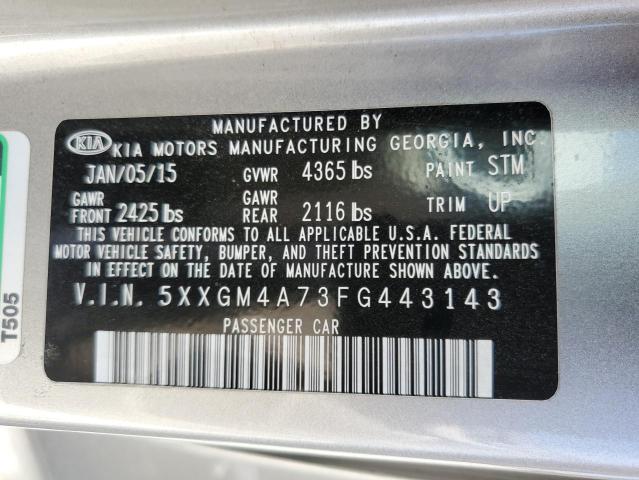 MANUFACTURED BY
KIA KIA MOTORS MANUFACTURING GEORGIA, INC.
JAN/05/15 GVWR 4365 lbs PAINT STM
GAWR FRONT 2425 lbs GAWR REAR 2116 lbs TRIM UP
THIS VEHICLE CONFORMS TO ALL APPLICABLE U.S.A. FEDERAL
MOTOR VEHICLE SAFETY, BUMPER, AND THEFT PREVENTION STANDARDS
IN EFFECT ON THE DATE OF MANUFACTURE SHOWN ABOVE.
V.I.N. 5XXGM4A73FG443143
PASSENGER CAR
T505